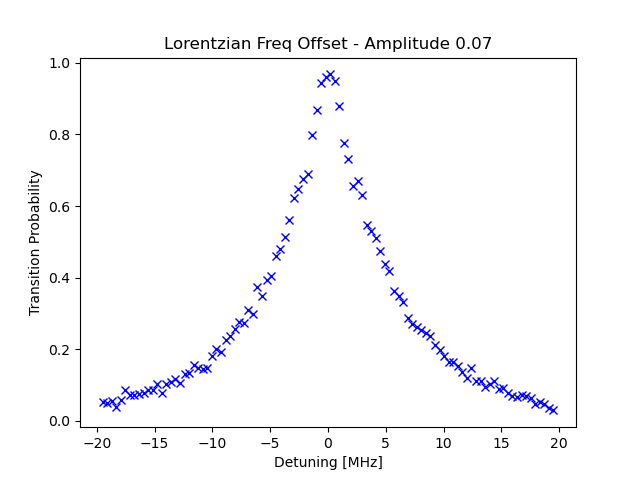 Lorentzian Freq Offset - Amplitude 0.07
1.0
0.8
0.6
0.4
0.2
0.0
Transition Probability
−20 −15 −10 −5 0 5 10 15 20
Detuning [MHz]